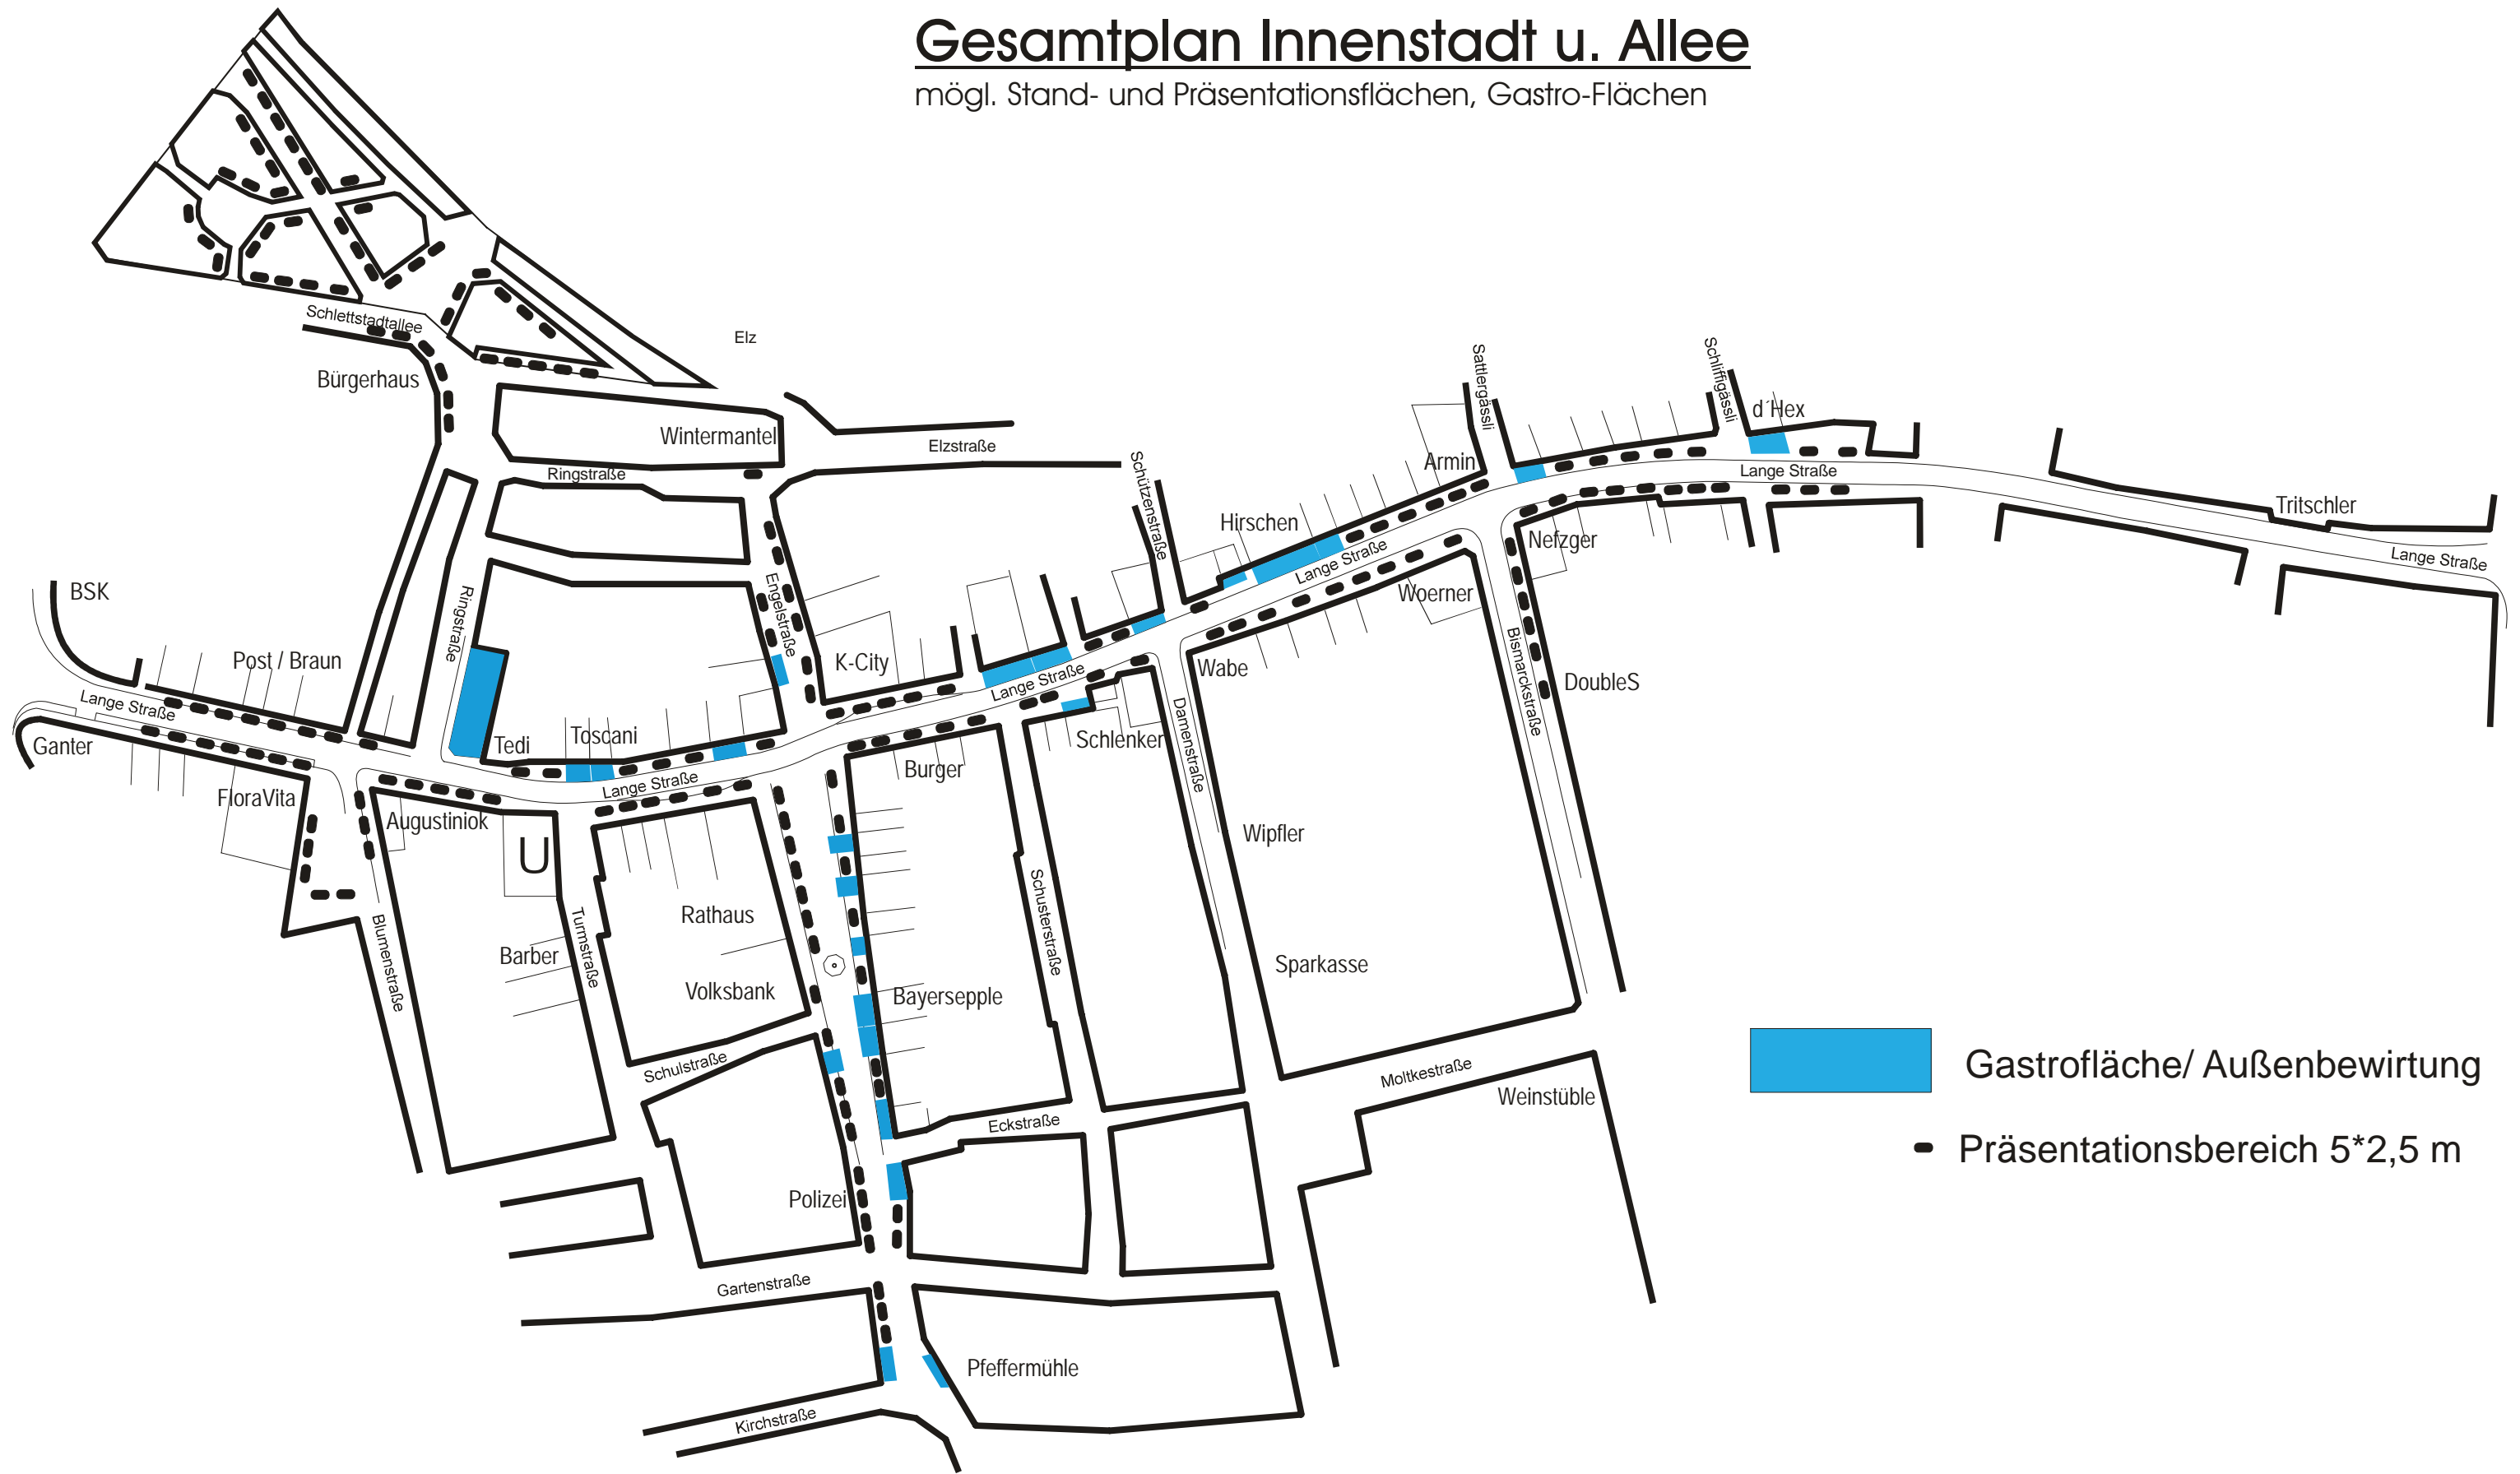 Gesamtplan Innenstadt u. Allee
mögl. Stand- und Präsentationsflächen, Gastro-Flächen
Schlettstadtallee
Elz
Bürgerhaus
Wintermantel
Elzstraße
Ringstraße
Schützenstraße
Sattlergässli
Schliffigässli
d´Hex
Armin
Lange Straße
Tritschler
Lange Straße
Hirschen
Lange Straße
Nefzger
Woerner
BSK
Ringstraße
Engelstraße
Post / Braun
K-City
Lange Straße
Wabe
Bismarckstraße
DoubleS
Lange Straße
Ganter
Tedi
Toscani
Schlenker
Damenstraße
Lange Straße
Burger
FloraVita
Augustiniok
U
Wipfler
Rathaus
Schusterstraße
Blumenstraße
Barber
Turmstraße
Volksbank
Bayersepple
Sparkasse
Schulstraße
Moltkestraße
Weinstüble
Eckstraße
Polizei
Gartenstraße
Pfeffermühle
Kirchstraße
Gastrofläche/ Außenbewirtung
Präsentationsbereich 5*2,5 m